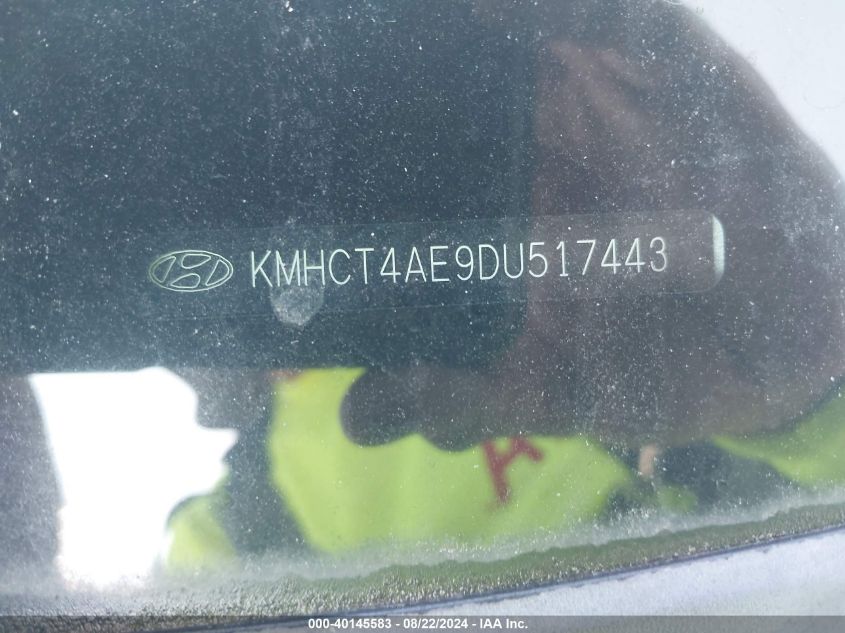 KMHCT4AE9DU517443
000-40145583 - 08/22/2024 - IAA Inc.